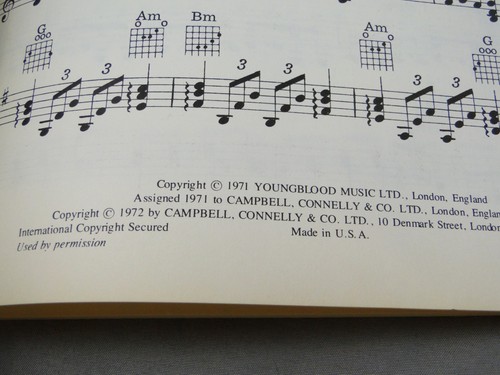 G Am Bm Am G
3 3 3 3 3 3
Copyright © 1971 YOUNGBLOOD MUSIC LTD., London, England
Assigned 1971 to CAMPBELL, CONNELLY & CO. LTD., London,
Copyright © 1972 by CAMPBELL, CONNELLY & CO. LTD., 10 Denmark Street,
International Copyright Secured Made in U.S.A.
Used by permission